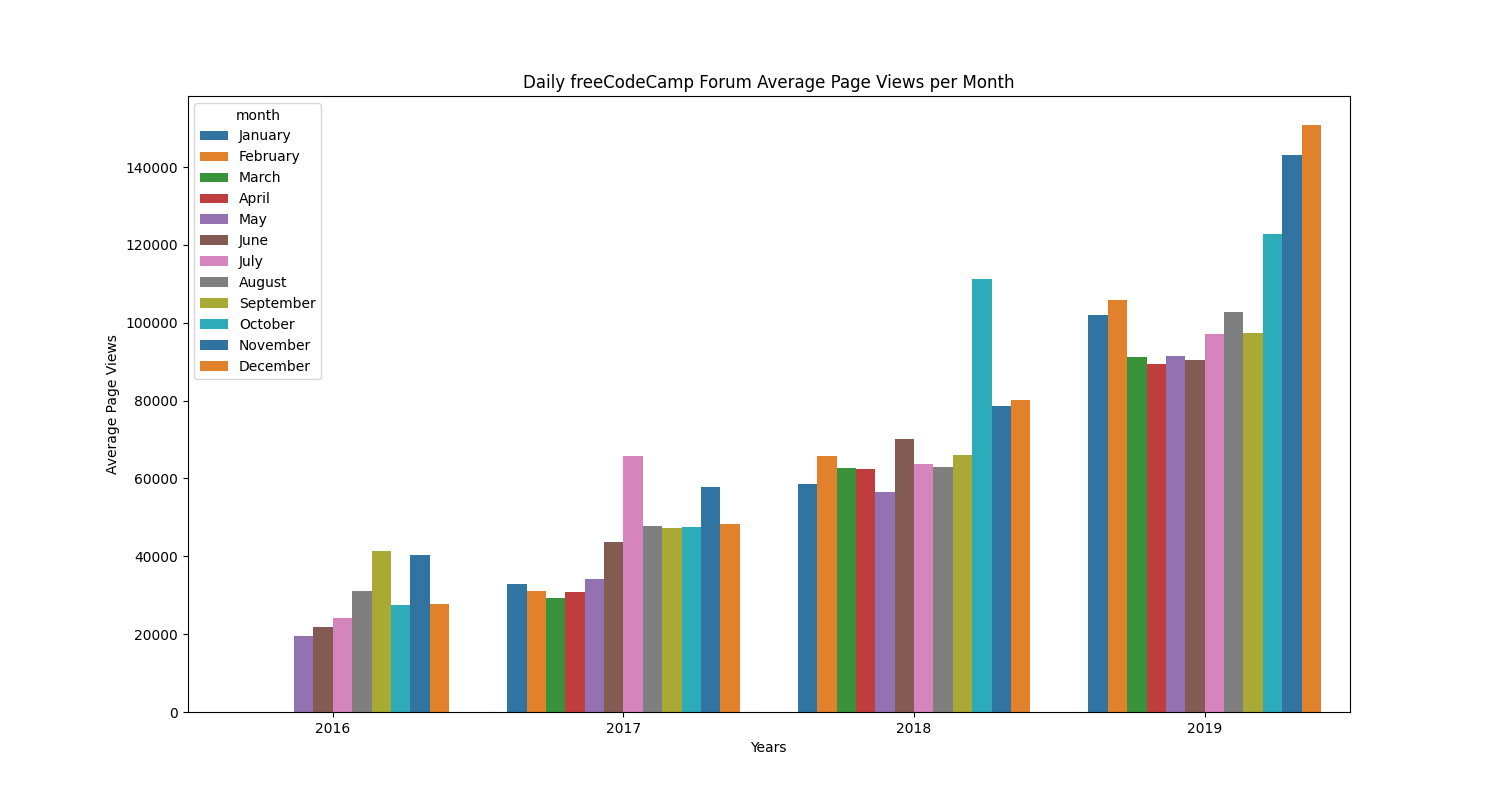 Daily freeCodeCamp Forum Average Page Views per Month
month
January
February
March
April
May
June
July
August
September
October
November
December
Average Page Views
140000
120000
100000
80000
60000
40000
20000
0
2016 2017 2018 2019
Years